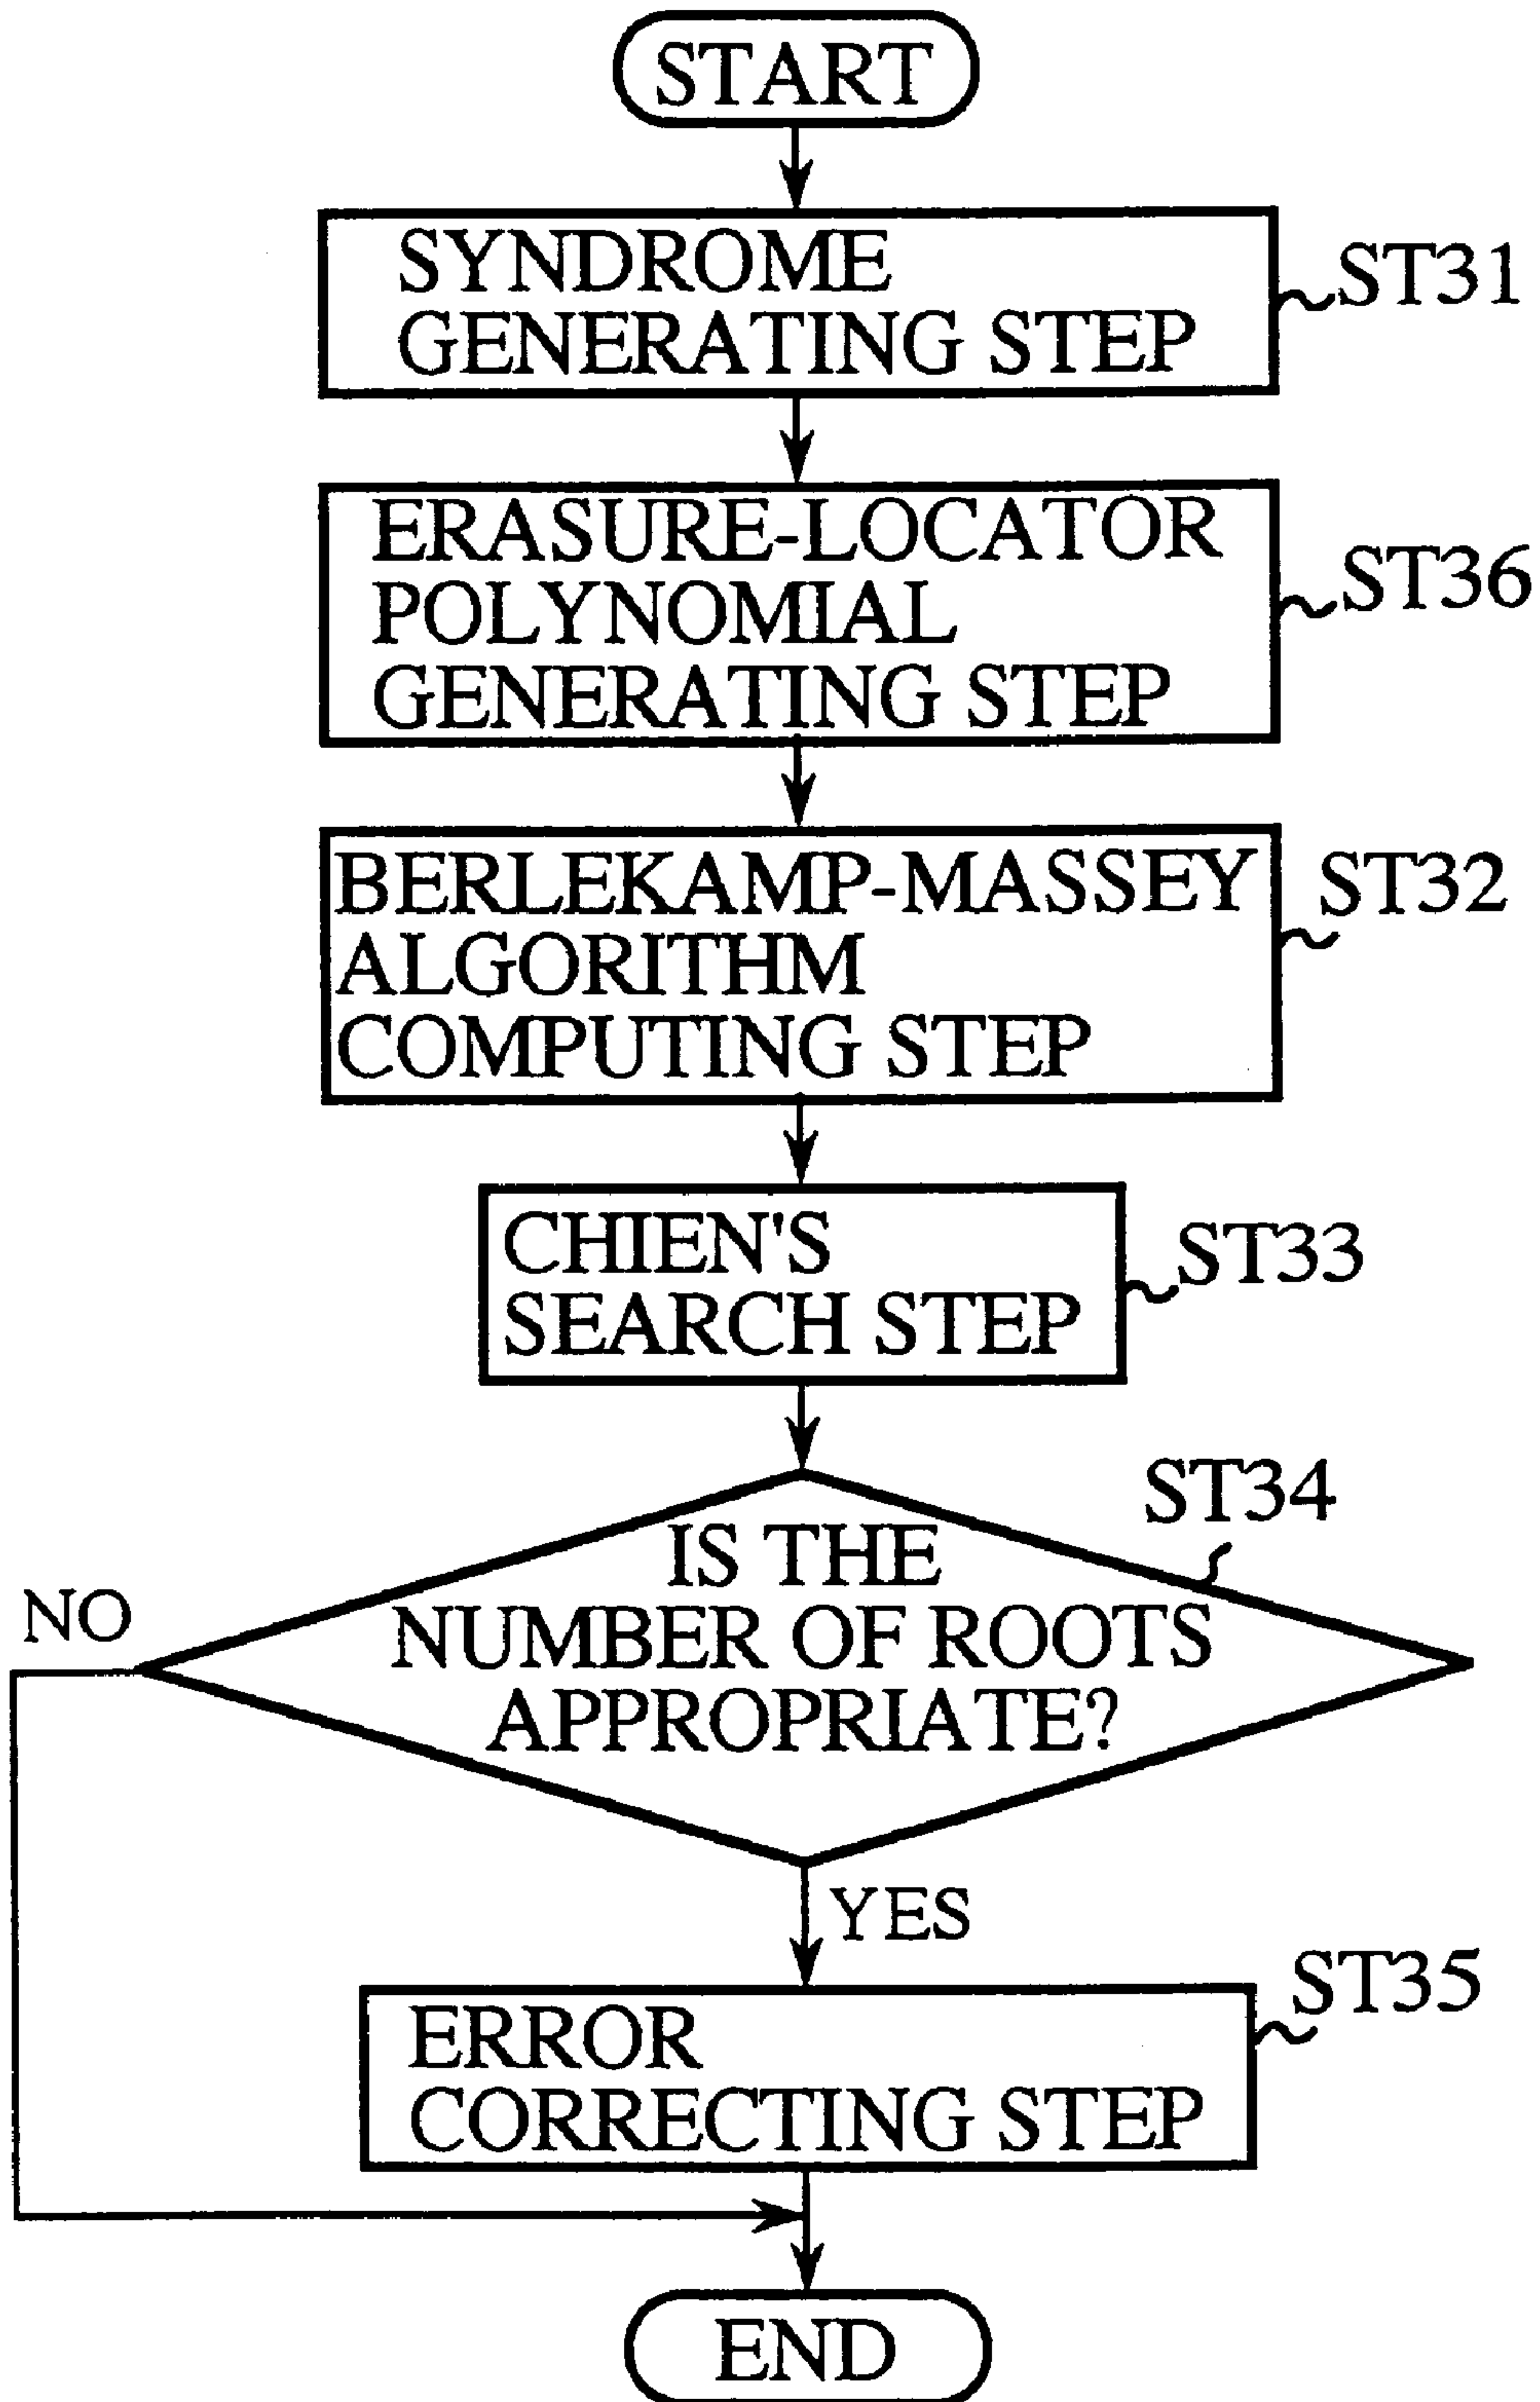 START
SYNDROME
GENERATING STEP
ST31
ERASURE-LOCATOR
POLYNOMIAL
GENERATING STEP
ST36
BERLEKAMP-MASSEY
ALGORITHM
COMPUTING STEP
ST32
CHIEN'S
SEARCH STEP
ST33
ST34
IS THE
NUMBER OF ROOTS
APPROPRIATE?
NO
YES
ERROR
CORRECTING STEP
ST35
END